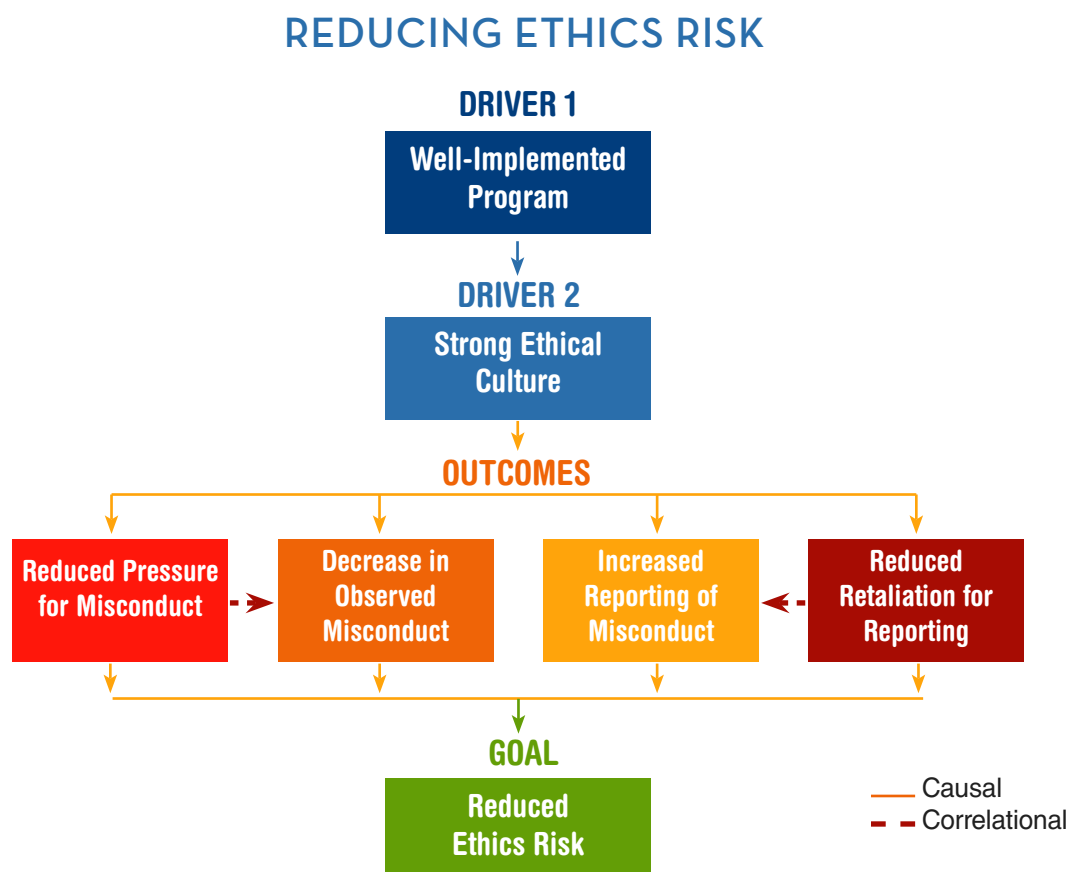 REDUCING ETHICS RISK
DRIVER 1
Well-Implemented
Program
DRIVER 2
Strong Ethical
Culture
OUTCOMES
Reduced Pressure
for Misconduct
Decrease in
Observed
Misconduct
Increased
Reporting of
Misconduct
Reduced
Retaliation for
Reporting
GOAL
Reduced
Ethics Risk
Causal
Correlational